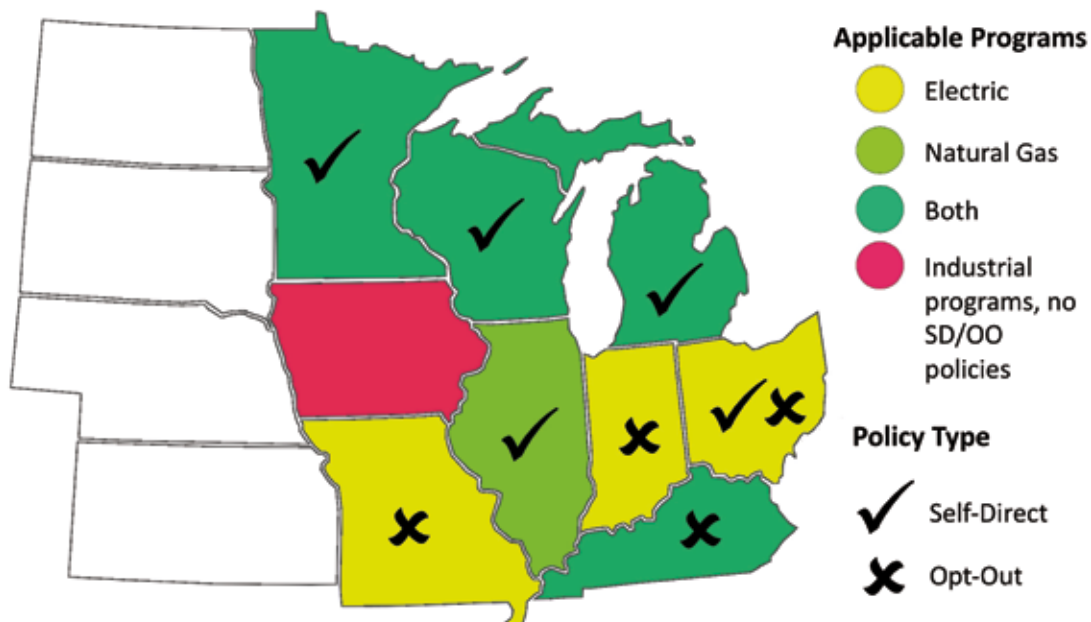 Applicable Programs
Electric
Natural Gas
Both
Industrial
programs, no
SD/OO
policies
Policy Type
Self-Direct
Opt-Out